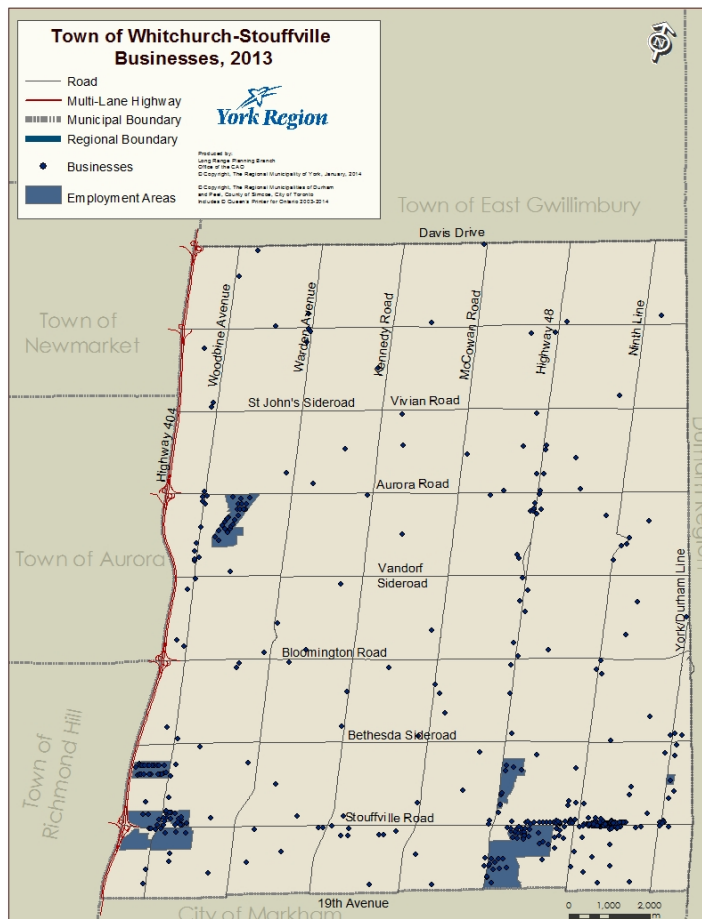 Town of Whitchurch-Stouffville
Businesses, 2013
Road
Multi-Lane Highway
Municipal Boundary
Regional Boundary
Businesses
Employment Areas
York Region
Produced by:
Long Range Planning Branch
Office of the CAO
© Copyright, The Regional Municipality of York, January, 2014
© Copyright, The Regional Municipalities of Durham
and Peel, County of Simcoe, City of Toronto
Includes © Queen's Printer for Ontario 2003-2014
N
Town of East Gwillimbury
Davis Drive
Town of
Newmarket
Woodbine Avenue
Warden Avenue
Kennedy Road
McCowan Road
Highway 48
Ninth Line
St John's Sideroad
Vivian Road
Highway 404
Durham Region
Aurora Road
Town of Aurora
Vandorf
Sideroad
York/Durham Line
Bloomington Road
Town of
Richmond Hill
Bethesda Sideroad
Stouffville Road
19th Avenue
City of Markham
0 1,000 2,000
m